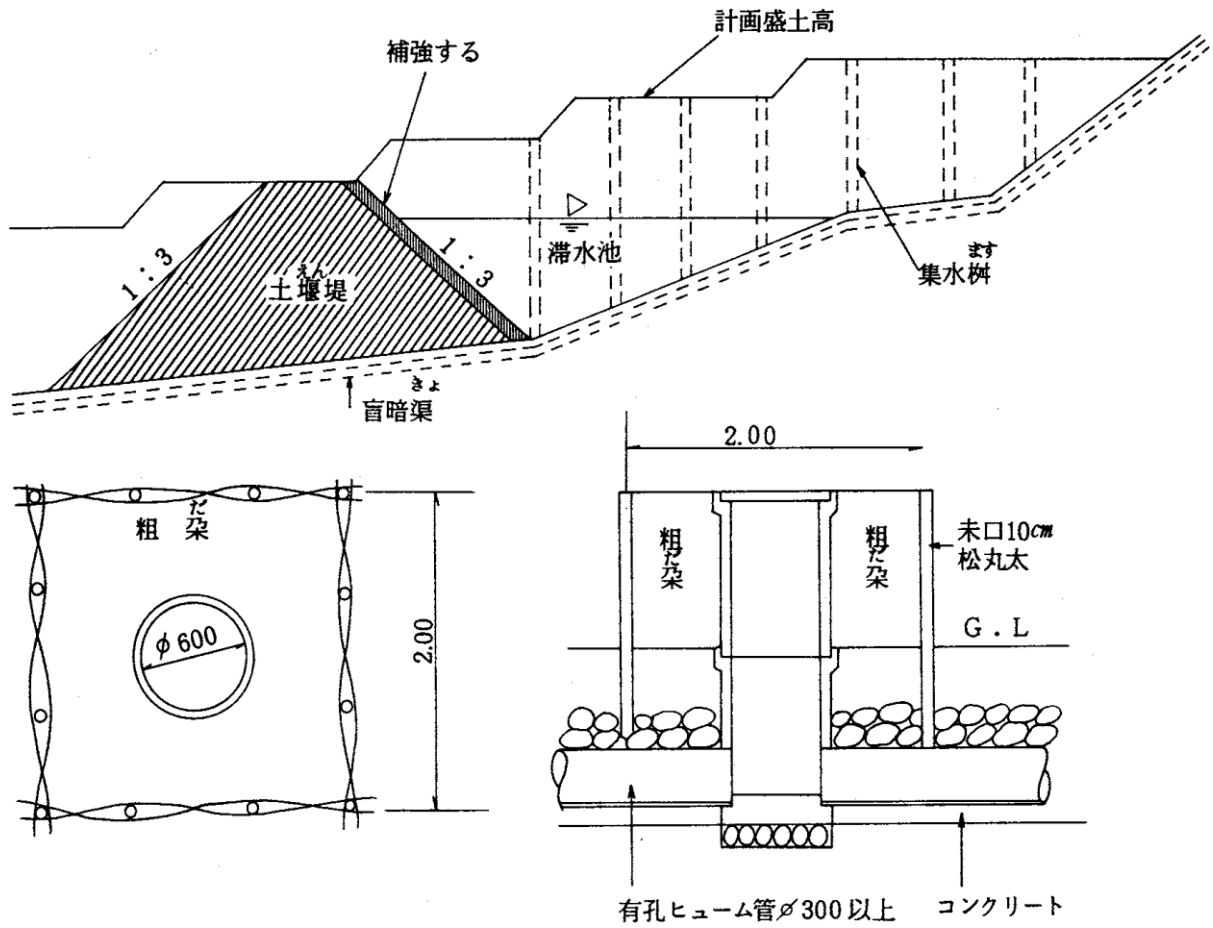 計画盛土高
補強する
1:3
えん
土堰堤
1:3
滞水池
ます
集水桝
きょ
盲暗渠
2.00
だ
粗朶
φ600
2.00
粗朶
だ
粗朶
だ
末口10cm
松丸太
G.L
有孔ヒューム管φ300以上
コンクリート